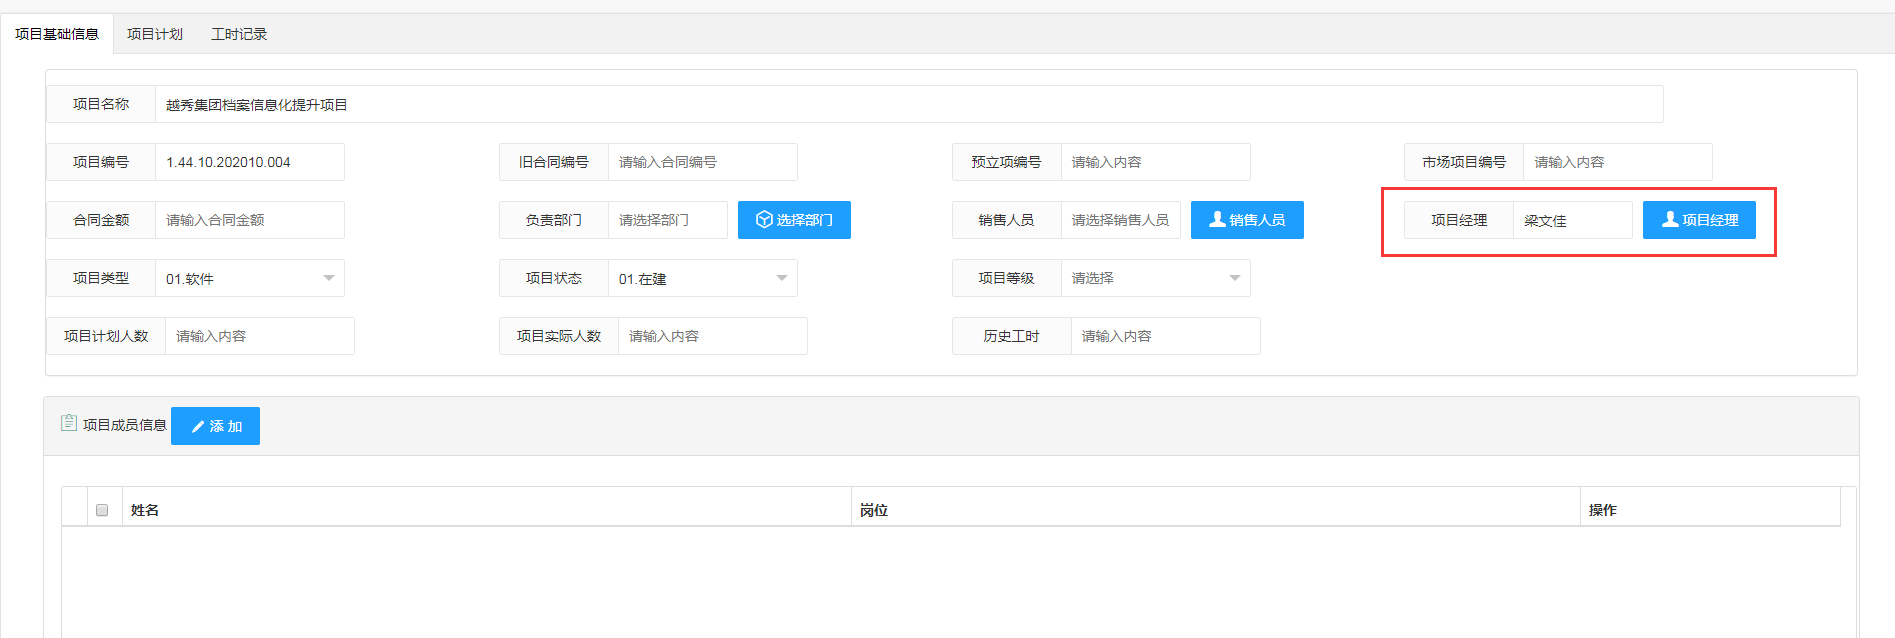 项目基础信息 项目计划 工时记录
项目名称 越秀集团档案信息化提升项目
项目编号 1.44.10.202010.004 旧合同编号 请输入合同编号 预立项编号 请输入内容 市场项目编号 请输入内容
合同金额 请输入合同金额 负责部门 请选择部门 选择部门 销售人员 请选择销售人员 销售人员 项目经理 梁文佳 项目经理
项目类型 01.软件 项目状态 01.在建 项目等级 请选择
项目计划人数 请输入内容 项目实际人数 请输入内容 历史工时 请输入内容
项目成员信息 添加
姓名 岗位 操作